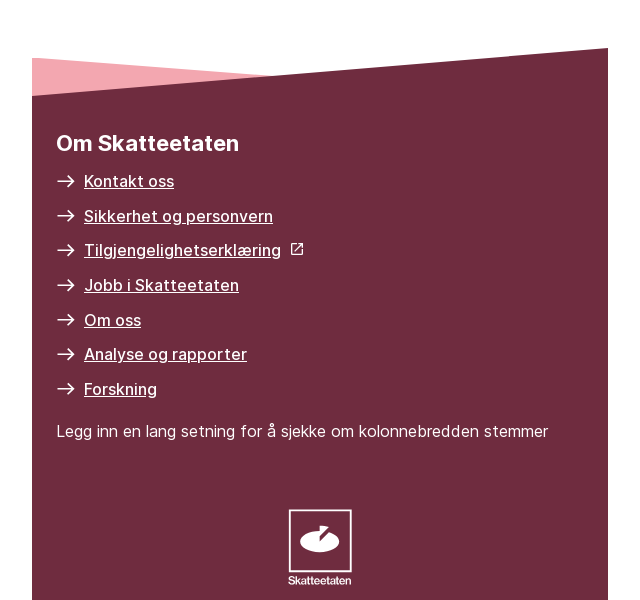 Om Skatteetaten
Kontakt oss
Sikkerhet og personvern
Tilgjengelighetserklæring
Jobb i Skatteetaten
Om oss
Analyse og rapporter
Forskning
Legg inn en lang setning for å sjekke om kolonnebredden stemmer
Skatteetaten